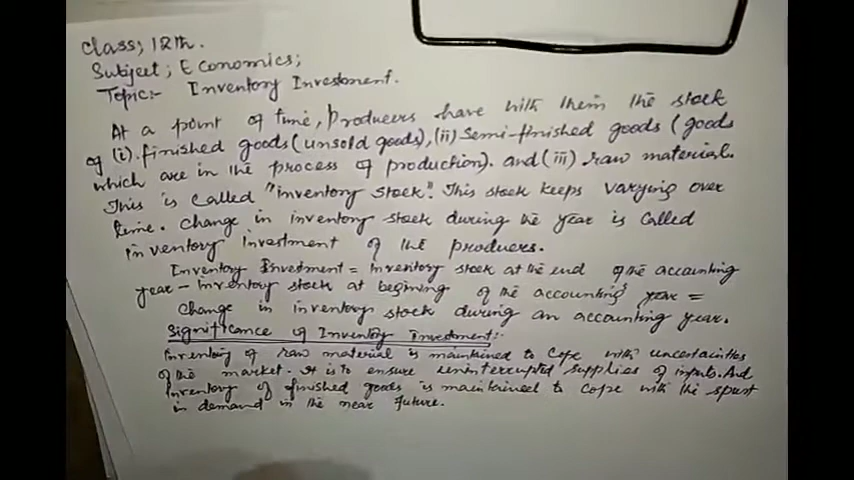 Class; 12th.
Subject; Economics;
Topic:- Inventory Investment.
At a point of time, Producers have with them the stock
of (i). finished goods (unsold goods), (ii) Semi-finished goods (goods
which are in the process of production). and (iii) raw material.
This is called "inventory stock". This stock keeps varying over
time. Change in inventory stock during the year is called
inventory investment of the producers.
Inventory Investment = Inventory stock at the end of the accounting
year - inventory stock at begining of the accounting year =
change in inventory stock during an accounting year.
Significance of Inventory Investment:-
Inventory of raw material is maintained to cope with uncertainties
of the market. It is to ensure uninterrupted supplies of inputs. And
Inventory of finished goods is maintained to cope with the spurt
in demand in the near future.